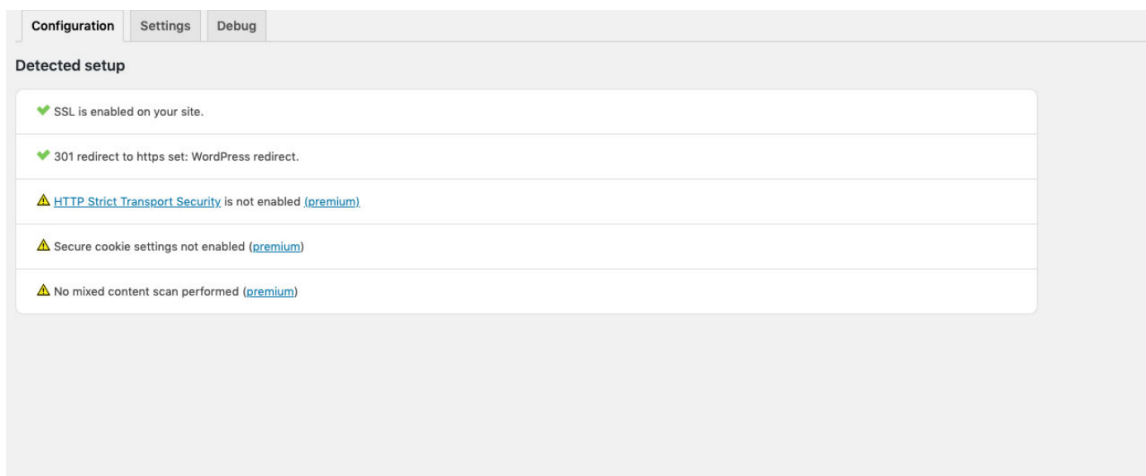 Configuration Settings Debug
Detected setup
SSL is enabled on your site.
301 redirect to https set: WordPress redirect.
HTTP Strict Transport Security is not enabled (premium)
Secure cookie settings not enabled (premium)
No mixed content scan performed (premium)